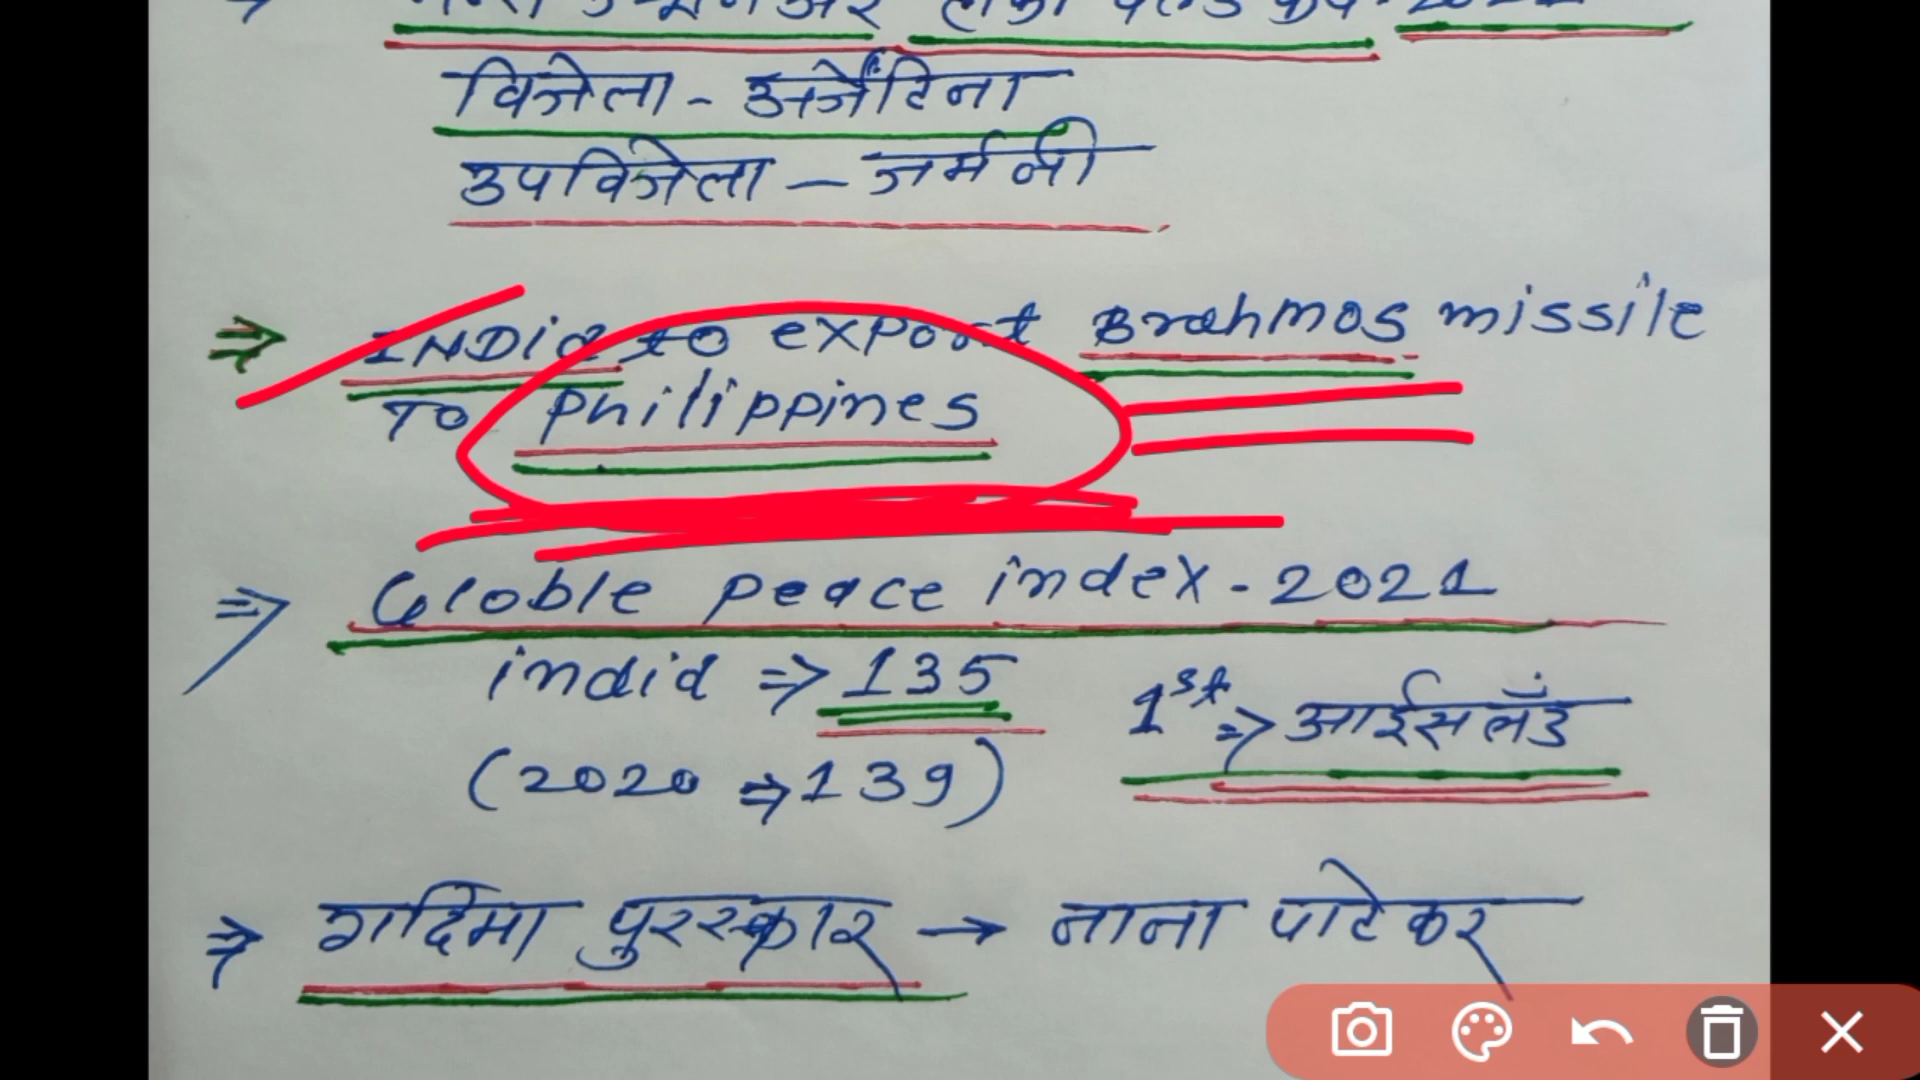 विजेता - अर्जेंटिना
उपविजेता - जर्मनी
⇒ INDIa to export Brahmos missile
To Philippines
⇒ Globle peace index - 2021
india ⇒ 135
1st ⇒ आईसलँड
(2020 ⇒ 139)
⇒ गदिमा पुरस्कार → नाना पाटेकर